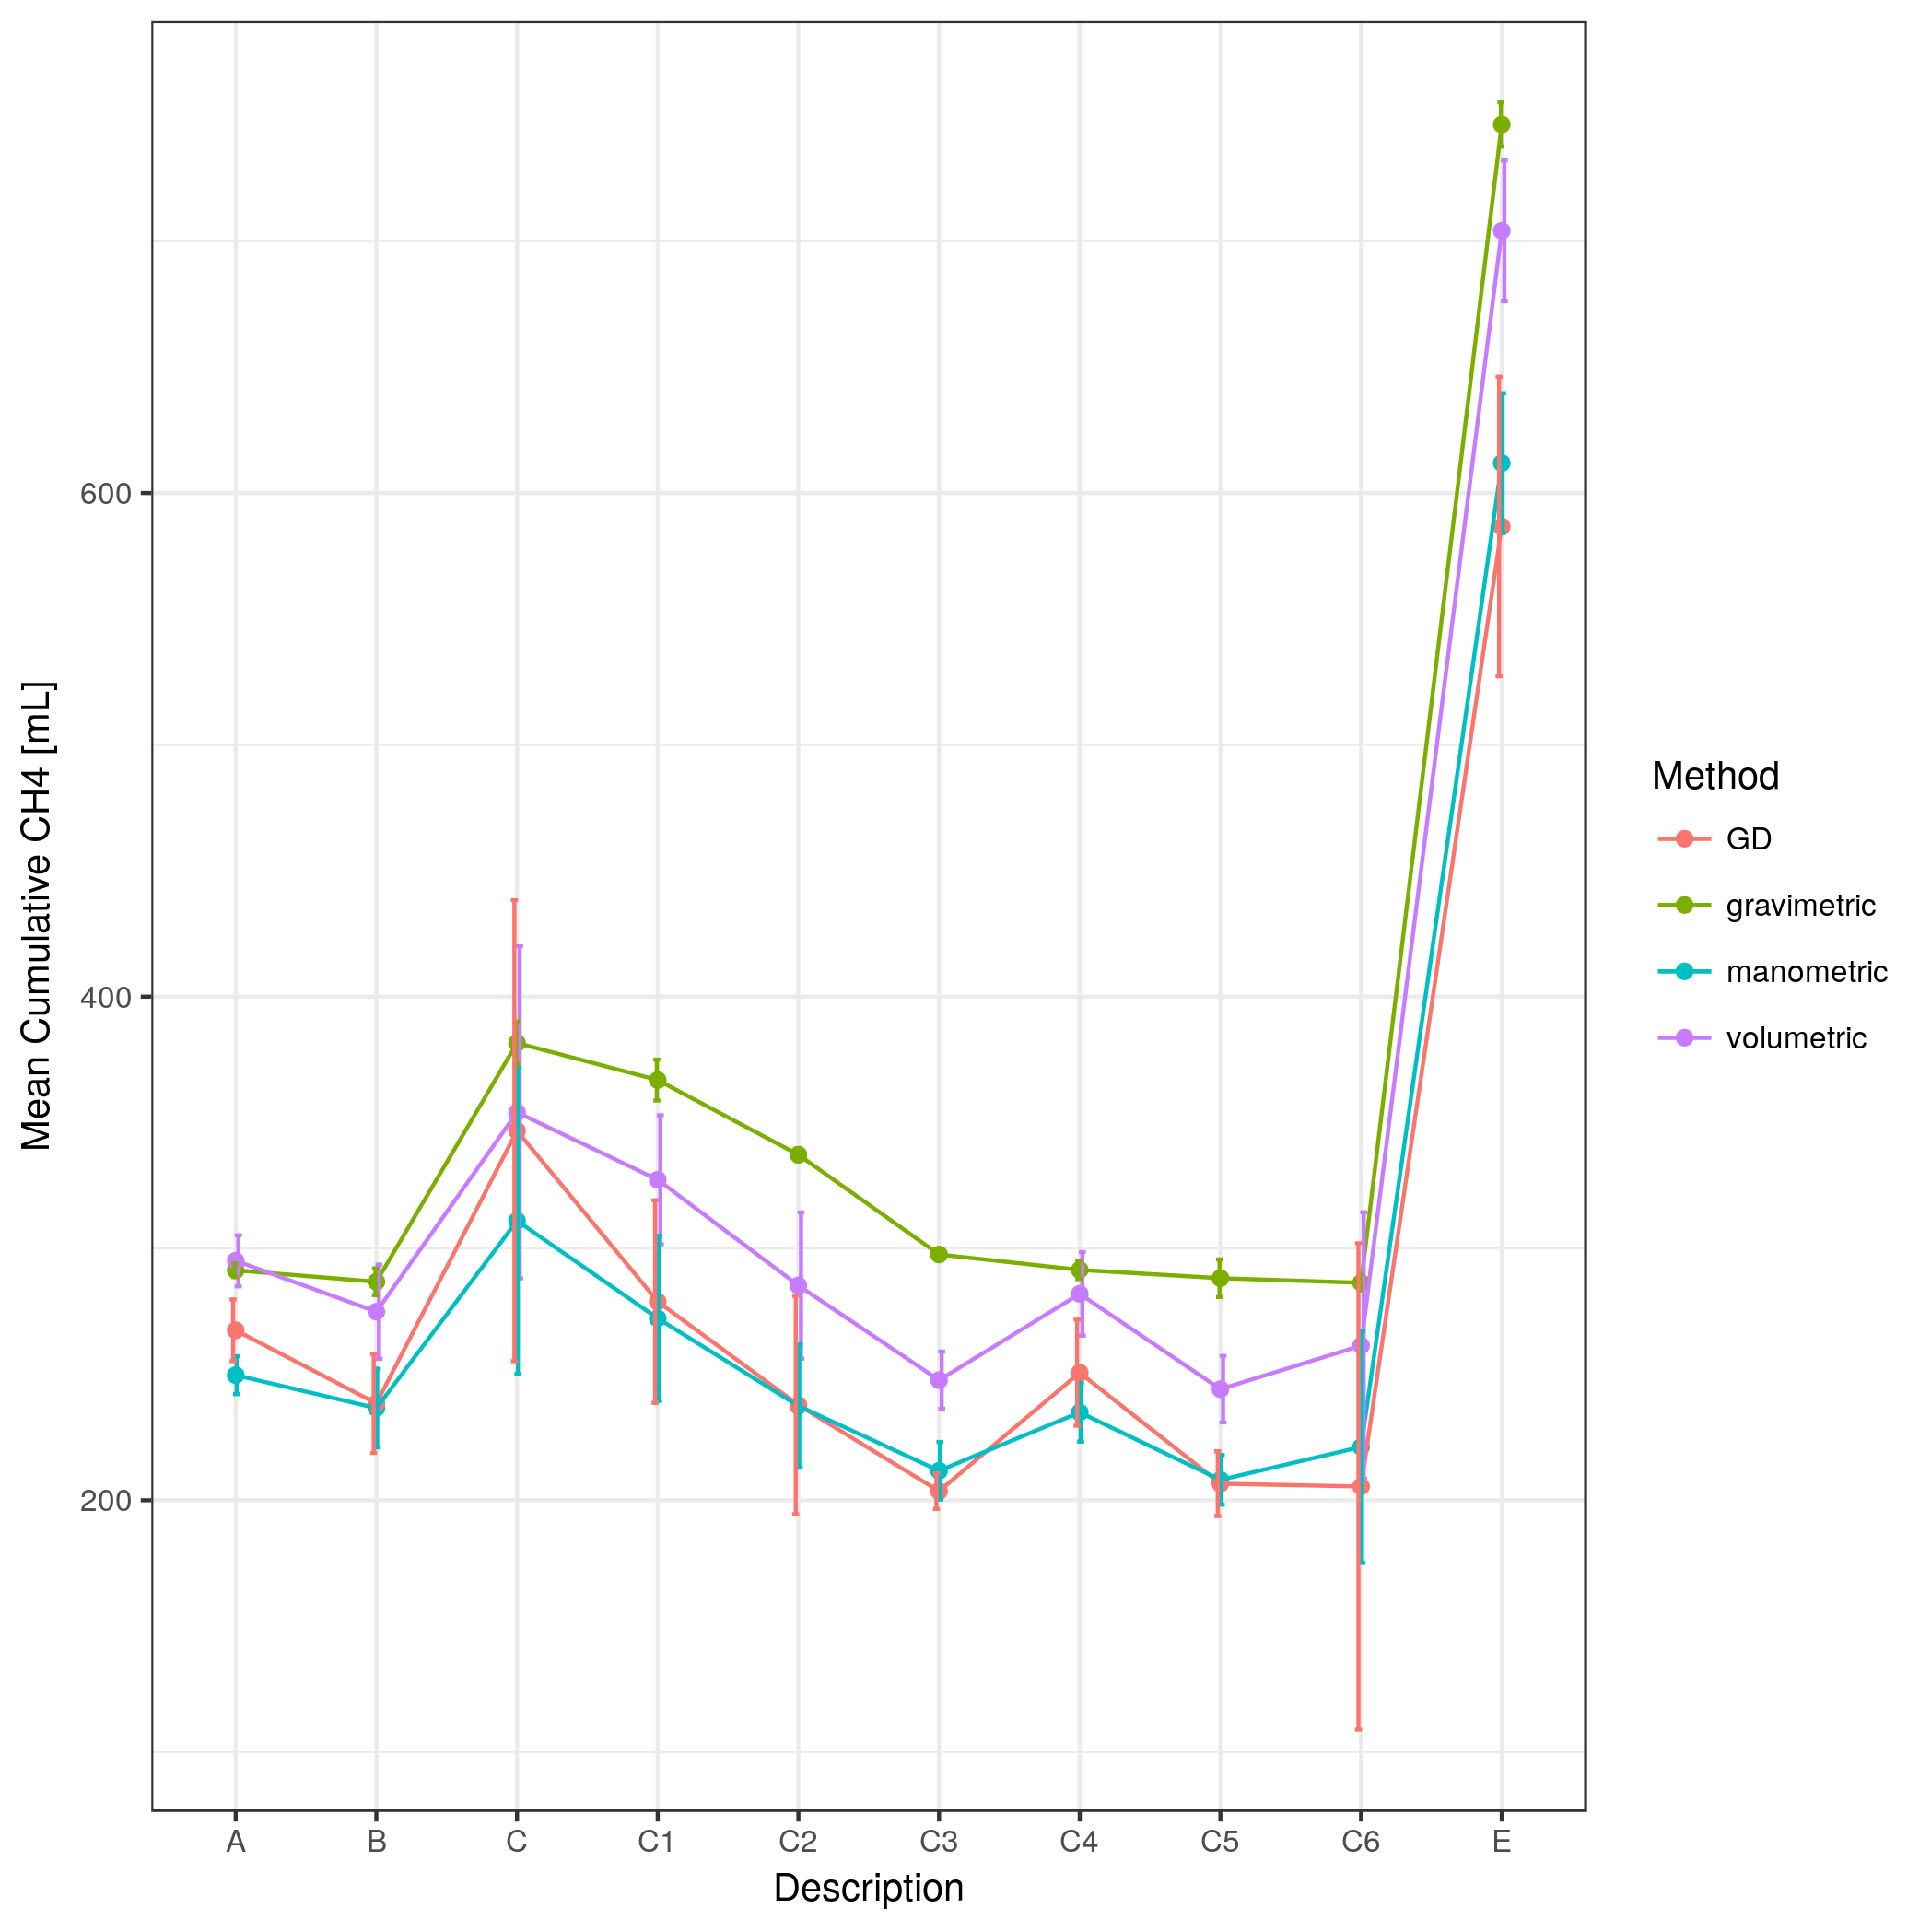 Mean Cumulative CH4 [mL]
600
400
200
A B C C1 C2 C3 C4 C5 C6 E
Description
Method
GD
gravimetric
manometric
volumetric